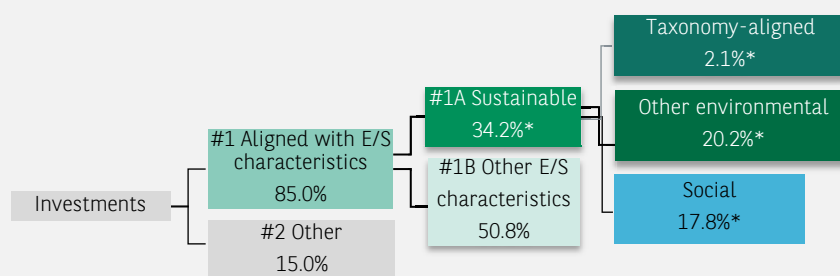 Taxonomy-aligned
2.1%*
#1A Sustainable
34.2%*
Other environmental
20.2%*
#1 Aligned with E/S
characteristics
85.0%
#1B Other E/S
characteristics
50.8%
Social
17.8%*
Investments
#2 Other
15.0%